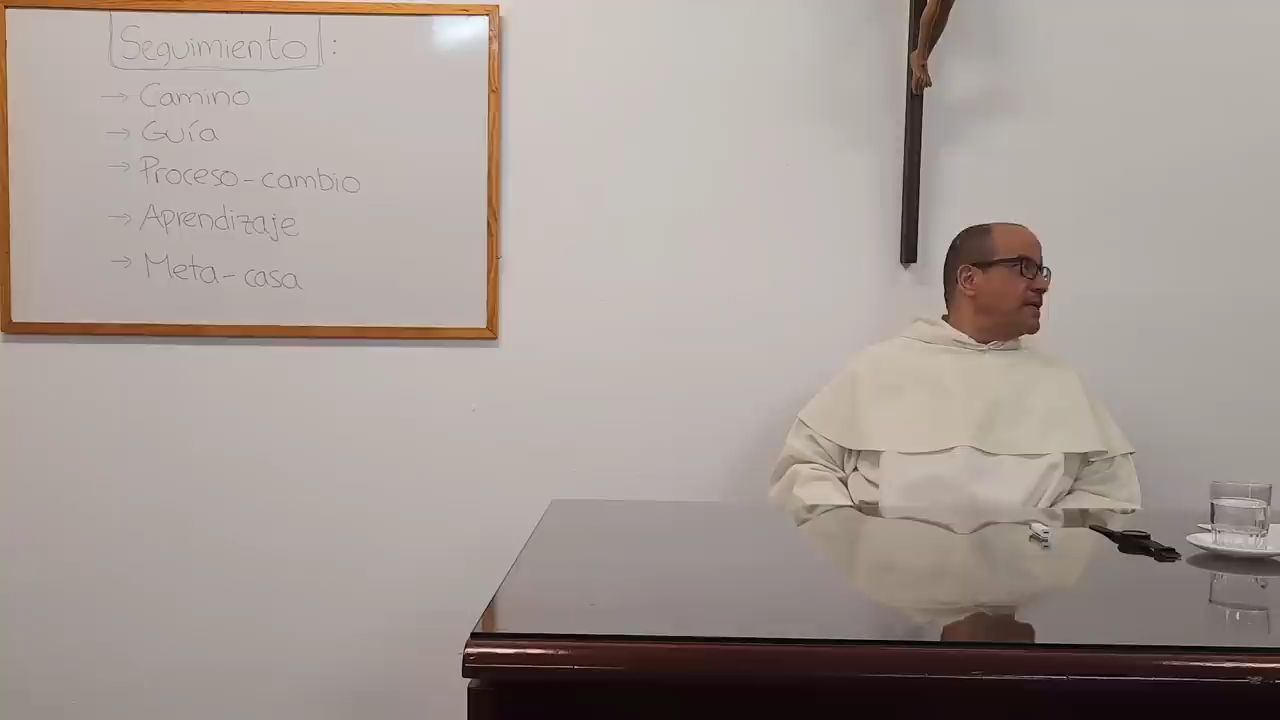 Seguimiento :
→ Camino
→ Guía
→ Proceso-cambio
→ Aprendizaje
→ Meta-casa